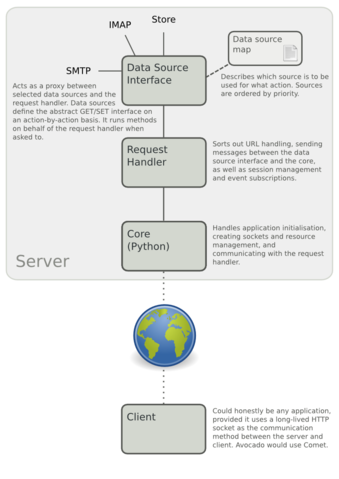 IMAP
Store
SMTP
Data Source
Interface
Data source
map
Describes which source is to be
used for what action. Sources
are ordered by priority.
Acts as a proxy between
selected data sources and the
request handler. Data sources
define the abstract GET/SET interface on
an action-by-action basis. It runs methods
on behalf of the request handler when
asked to.
Request
Handler
Sorts out URL handling, sending
messages between the data
source interface and the core,
as well as session management
and event subscriptions.
Core
(Python)
Handles application initialisation,
creating sockets and resource
management, and
communicating with the request
handler.
Server
Client
Could honestly be any application,
provided it uses a long-lived HTTP
socket as the communication
method between the server and
client. Avocado would use Comet.